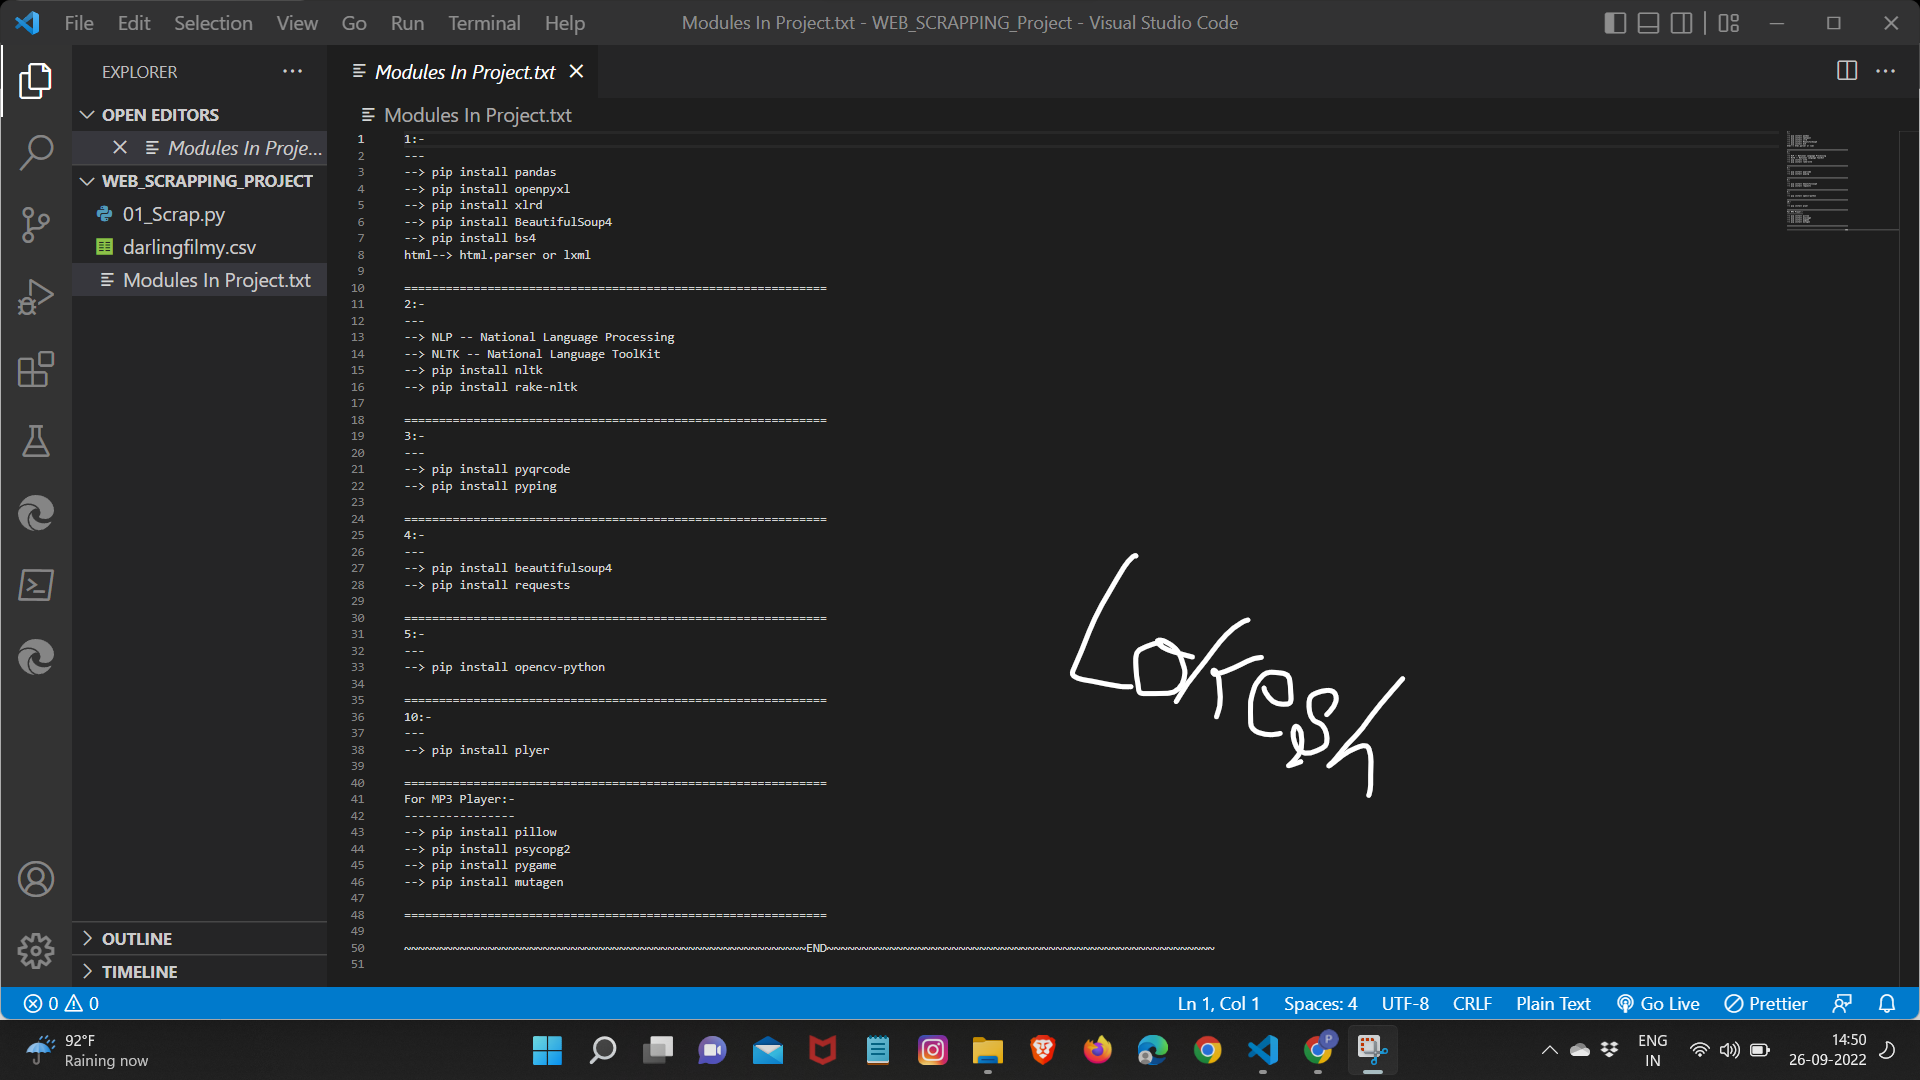 File Edit Selection View Go Run Terminal Help Modules In Project.txt - WEB_SCRAPPING_Project - Visual Studio Code
EXPLORER
OPEN EDITORS
Modules In Proje...
WEB_SCRAPPING_PROJECT
01_Scrap.py
darlingfilmy.csv
Modules In Project.txt
OUTLINE
TIMELINE
Modules In Project.txt
Modules In Project.txt
1 1:-
2 ---
3 --> pip install pandas
4 --> pip install openpyxl
5 --> pip install xlrd
6 --> pip install BeautifulSoup4
7 --> pip install bs4
8 html--> html.parser or lxml
9
10 =============================================================
11 2:-
12 ---
13 --> NLP -- National Language Processing
14 --> NLTK -- National Language ToolKit
15 --> pip install nltk
16 --> pip install rake-nltk
17
18 =============================================================
19 3:-
20 ---
21 --> pip install pyqrcode
22 --> pip install pyping
23
24 =============================================================
25 4:-
26 ---
27 --> pip install beautifulsoup4
28 --> pip install requests
29
30 =============================================================
31 5:-
32 ---
33 --> pip install opencv-python
34
35 =============================================================
36 10:-
37 ---
38 --> pip install plyer
39
40 =============================================================
41 For MP3 Player:-
42 ----------------
43 --> pip install pillow
44 --> pip install psycopg2
45 --> pip install pygame
46 --> pip install mutagen
47
48 =============================================================
49
50 ~~~~~~~~~~~~~~~~~~~~~~~~~~~~~~~~~~~~~~~~~~~~~~~~~~~~~~~~~~END~~~~~~~~~~~~~~~~~~~~~~~~~~~~~~~~~~~~~~~~~~~~~~~~~~~~~~~~
51
Lokesh
0 0 Ln 1, Col 1 Spaces: 4 UTF-8 CRLF Plain Text Go Live Prettier
92°F
Raining now
P
ENG
IN
14:50
26-09-2022